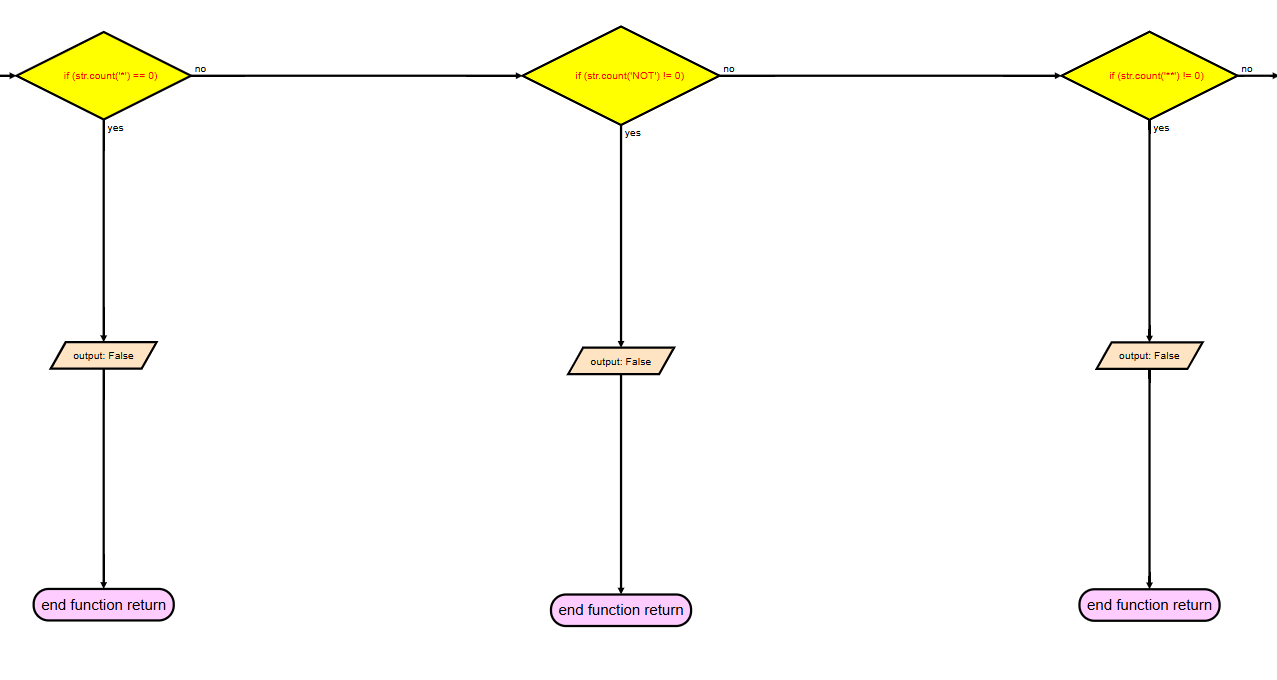 if (str.count('*') == 0)
no
if (str.count('NOT') != 0)
no
if (str.count('**') != 0)
no
yes
yes
yes
output: False
output: False
output: False
end function return
end function return
end function return